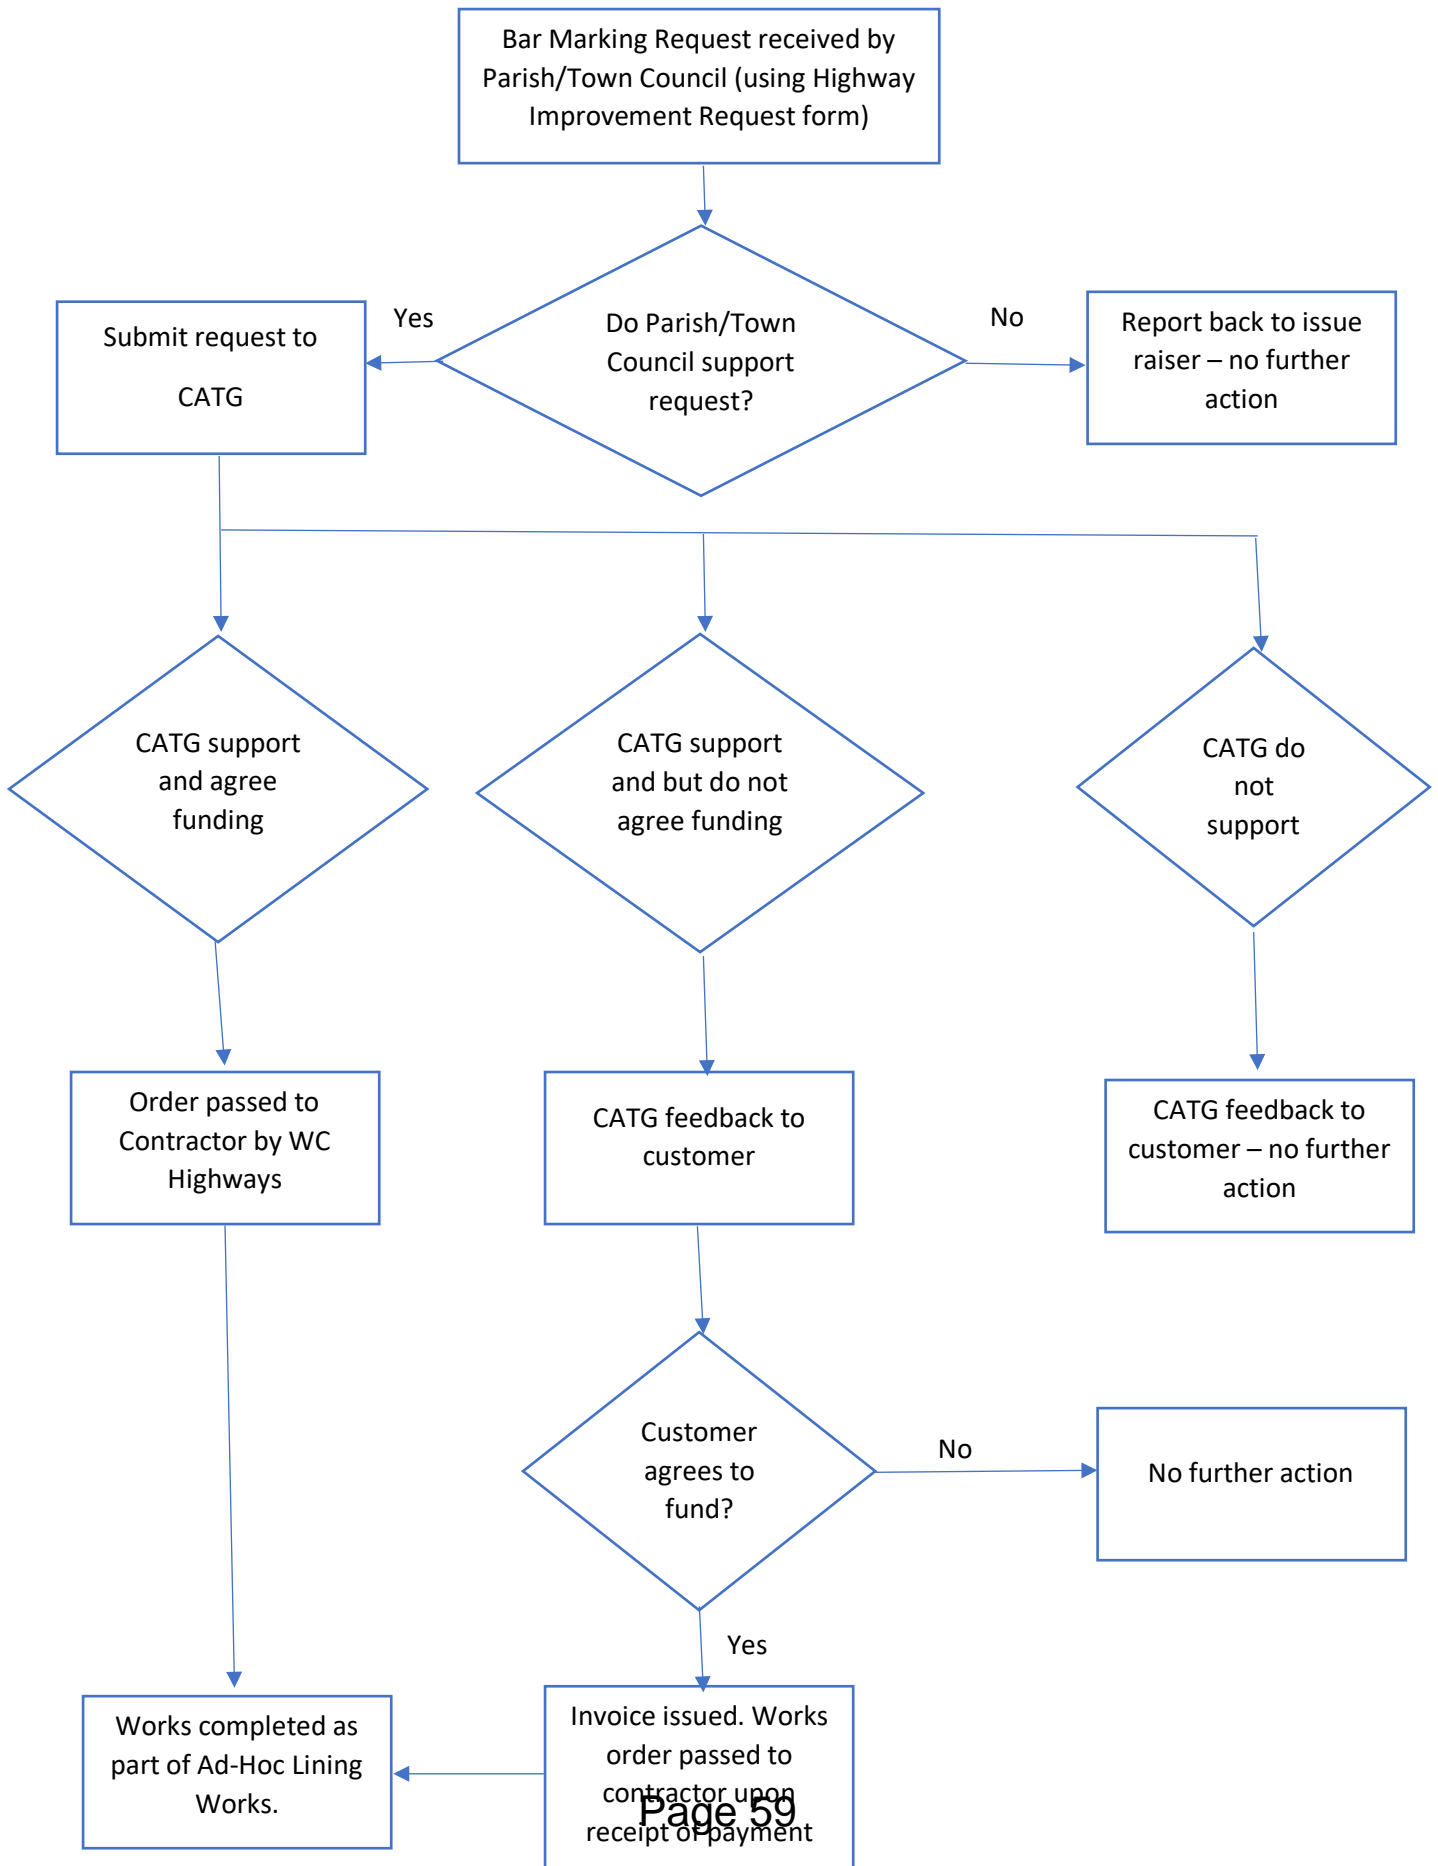 Bar Marking Request received by
Parish/Town Council (using Highway
Improvement Request form)
Yes
No
Submit request to
CATG
Do Parish/Town
Council support
request?
Report back to issue
raiser – no further
action
CATG support
and agree
funding
CATG support
and but do not
agree funding
CATG do
not
support
Order passed to
Contractor by WC
Highways
CATG feedback to
customer
CATG feedback to
customer – no further
action
Customer
agrees to
fund?
No
No further action
Yes
Works completed as
part of Ad-Hoc Lining
Works.
Invoice issued. Works
order passed to
contractor upon
receipt of payment
Page 59